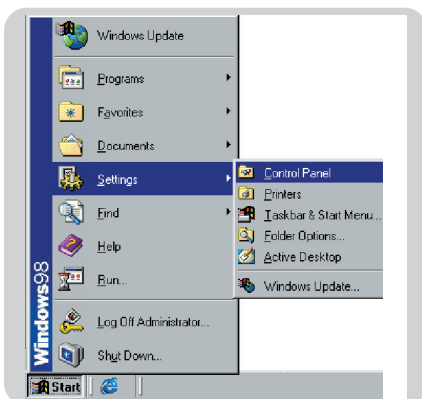 Windows Update
Programs
Favorites
Documents
Settings
Find
Help
Run...
Log Off Administrator...
Shut Down...
Windows98
Control Panel
Printers
Taskbar & Start Menu...
Folder Options...
Active Desktop
Windows Update...
Start